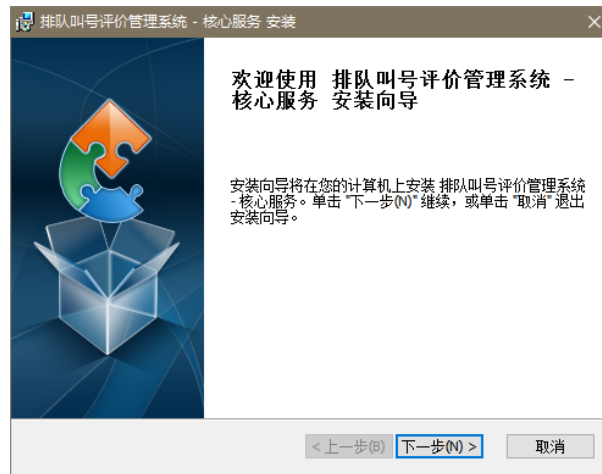 排队叫号评价管理系统 - 核心服务 安装
欢迎使用 排队叫号评价管理系统 -
核心服务 安装向导
安装向导将在您的计算机上安装 排队叫号评价管理系统
- 核心服务。单击 "下一步(N)" 继续，或单击 "取消" 退出
安装向导。
< 上一步(B) 下一步(N) > 取消